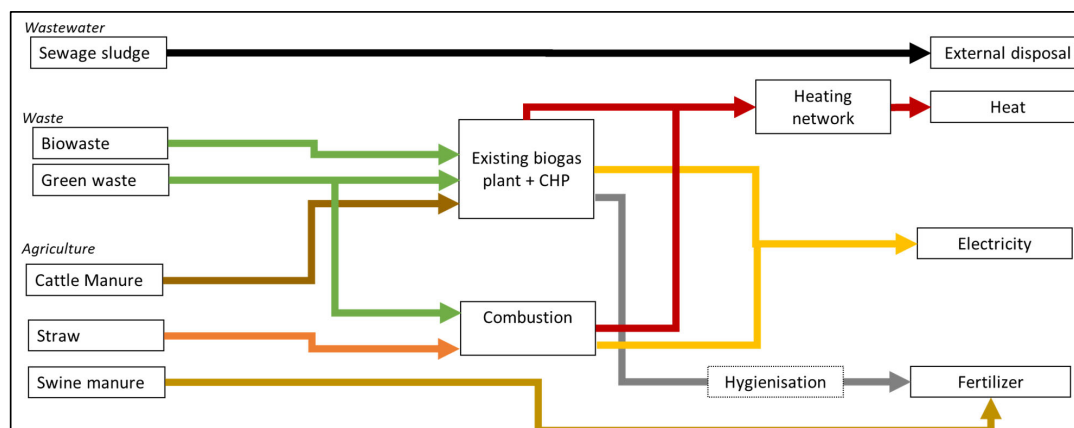 Wastewater
Sewage sludge
External disposal
Heating
network
Heat
Waste
Biowaste
Green waste
Existing biogas
plant + CHP
Agriculture
Electricity
Cattle Manure
Combustion
Straw
Swine manure
Hygienisation
Fertilizer